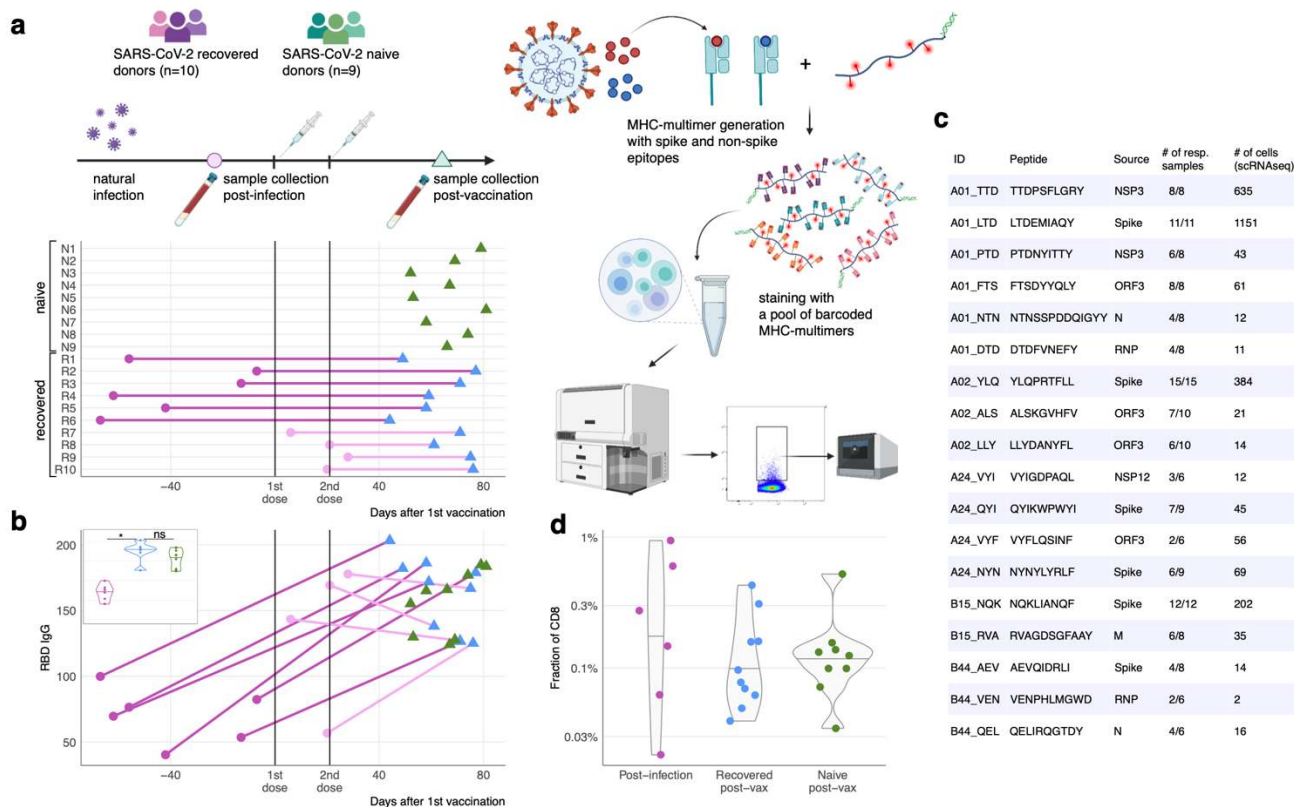 a
SARS-CoV-2 recovered
donors (n=10)
SARS-CoV-2 naive
donors (n=9)
natural
infection
sample collection
post-infection
sample collection
post-vaccination
MHC-multimer generation
with spike and non-spike
epitopes
+
staining with
a pool of barcoded
MHC-multimers
naive
N1
N2
N3
N4
N5
N6
N7
N8
N9
recovered
R1
R2
R3
R4
R5
R6
R7
R8
R9
R10
−40 1st dose 2nd dose 40 80
Days after 1st vaccination
b
* ns
RBD IgG
200
150
100
50
−40 1st dose 2nd dose 40 80
Days after 1st vaccination
c
ID Peptide Source # of resp. samples # of cells (scRNAseq)
A01_TTD TTDPSFLGRY NSP3 8/8 635
A01_LTD LTDEMIAQY Spike 11/11 1151
A01_PTD PTDNYITTY NSP3 6/8 43
A01_FTS FTSDYYQLY ORF3 8/8 61
A01_NTN NTNSSPDDQIGYY N 4/8 12
A01_DTD DTDFVNEFY RNP 4/8 11
A02_YLQ YLQPRTFLL Spike 15/15 384
A02_ALS ALSKGVHFV ORF3 7/10 21
A02_LLY LLYDANYFL ORF3 6/10 14
A24_VYI VYIGDPAQL NSP12 3/6 12
A24_QYI QYIKWPWYI Spike 7/9 45
A24_VYF VYFLQSINF ORF3 2/6 56
A24_NYN NYNYLYRLF Spike 6/9 69
B15_NQK NQKLIANQF Spike 12/12 202
B15_RVA RVAGDSGFAAY M 6/8 35
B44_AEV AEVQIDRLI Spike 4/8 14
B44_VEN VENPHLMGWD RNP 2/6 2
B44_QEL QELIRQGTDY N 4/6 16
d
Fraction of CD8
1%
0.3%
0.1%
0.03%
Post-infection
Recovered
post-vax
Naive
post-vax